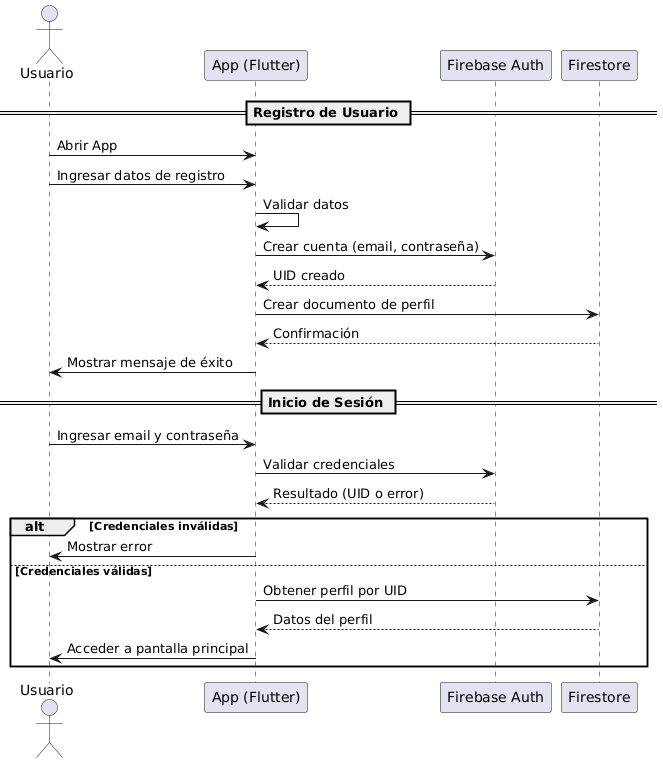 Usuario
App (Flutter)
Firebase Auth
Firestore
Registro de Usuario
Abrir App
Ingresar datos de registro
Validar datos
Crear cuenta (email, contraseña)
UID creado
Crear documento de perfil
Confirmación
Mostrar mensaje de éxito
Inicio de Sesión
Ingresar email y contraseña
Validar credenciales
Resultado (UID o error)
alt [Credenciales inválidas]
Mostrar error
[Credenciales válidas]
Obtener perfil por UID
Datos del perfil
Acceder a pantalla principal
Usuario
App (Flutter)
Firebase Auth
Firestore